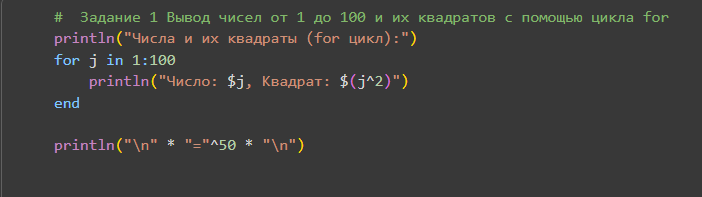 #  Задание 1 Вывод чисел от 1 до 100 и их квадратов с помощью цикла for
println("Числа и их квадраты (for цикл):")
for j in 1:100
    println("Число: $j, Квадрат: $(j^2)")
end
println("\n" * "="^50 * "\n")